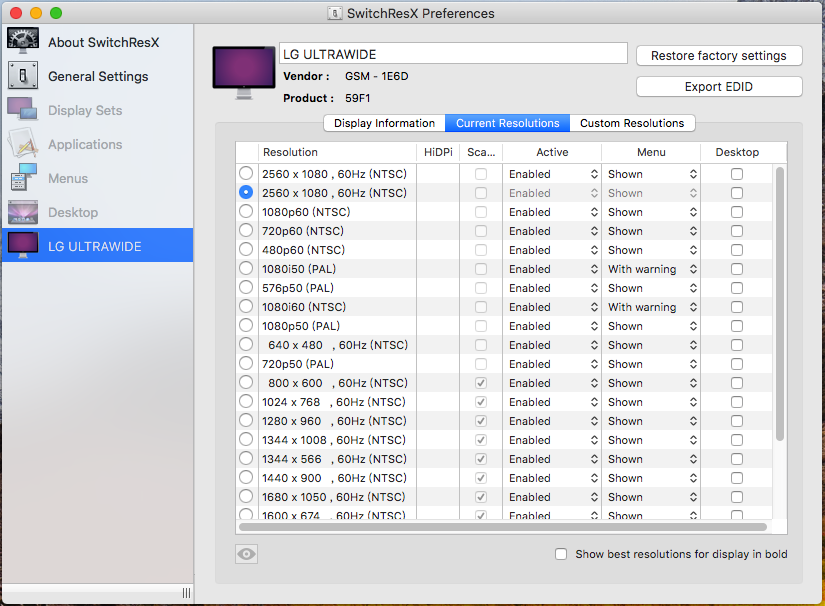 SwitchResX Preferences
About SwitchResX
General Settings
Display Sets
Applications
Menus
Desktop
LG ULTRAWIDE
LG ULTRAWIDE
Vendor : GSM - 1E6D
Product : 59F1
Restore factory settings
Export EDID
Display Information Current Resolutions Custom Resolutions
Resolution HiDPi Sca... Active Menu Desktop
2560 x 1080 , 60Hz (NTSC) Enabled Shown
2560 x 1080 , 60Hz (NTSC) Enabled Shown
1080p60 (NTSC) Enabled Shown
720p60 (NTSC) Enabled Shown
480p60 (NTSC) Enabled Shown
1080i50 (PAL) Enabled With warning
576p50 (PAL) Enabled Shown
1080i60 (NTSC) Enabled With warning
1080p50 (PAL) Enabled Shown
640 x 480 , 60Hz (NTSC) Enabled Shown
720p50 (PAL) Enabled Shown
800 x 600 , 60Hz (NTSC) Enabled Shown
1024 x 768 , 60Hz (NTSC) Enabled Shown
1280 x 960 , 60Hz (NTSC) Enabled Shown
1344 x 1008 , 60Hz (NTSC) Enabled Shown
1344 x 566 , 60Hz (NTSC) Enabled Shown
1440 x 900 , 60Hz (NTSC) Enabled Shown
1680 x 1050 , 60Hz (NTSC) Enabled Shown
1600 x 674 , 60Hz (NTSC) Enabled Shown
Show best resolutions for display in bold